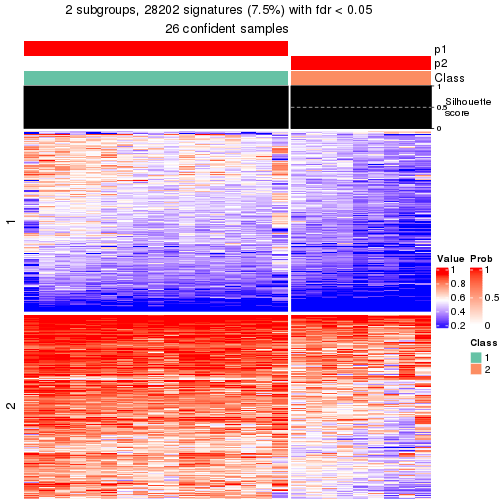 2 subgroups, 28202 signatures (7.5%) with fdr < 0.05
26 confident samples
p1
p2
Class
1
0.5
0
Silhouette
score
1
2
Value
1
0.8
0.6
0.4
0.2
Prob
1
0.5
0
Class
1
2